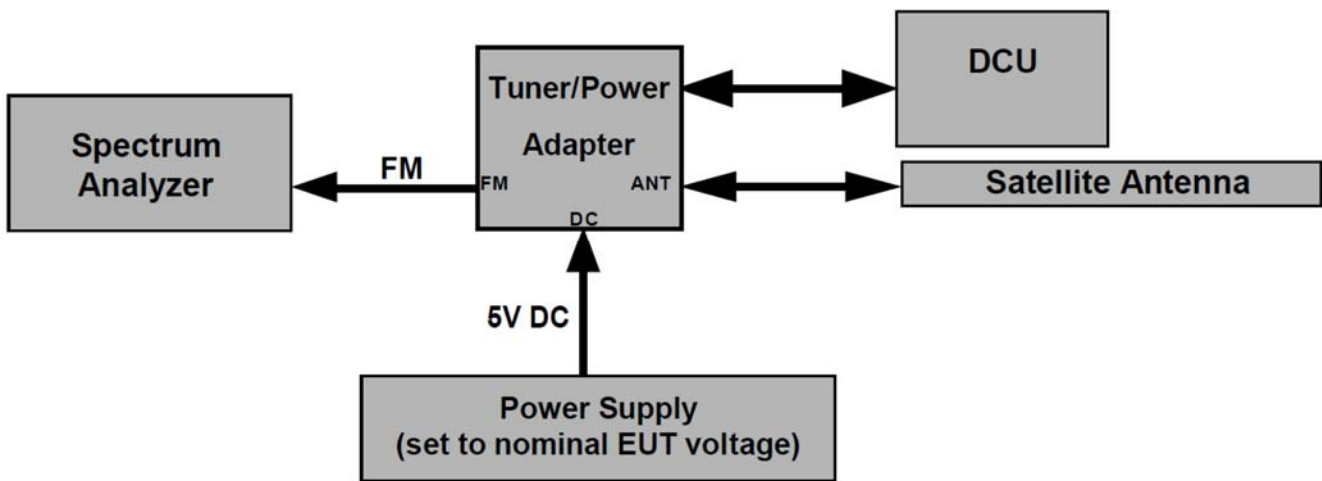 Spectrum
Analyzer
FM
Tuner/Power
Adapter
FM
ANT
DC
DCU
Satellite Antenna
5V DC
Power Supply
(set to nominal EUT voltage)